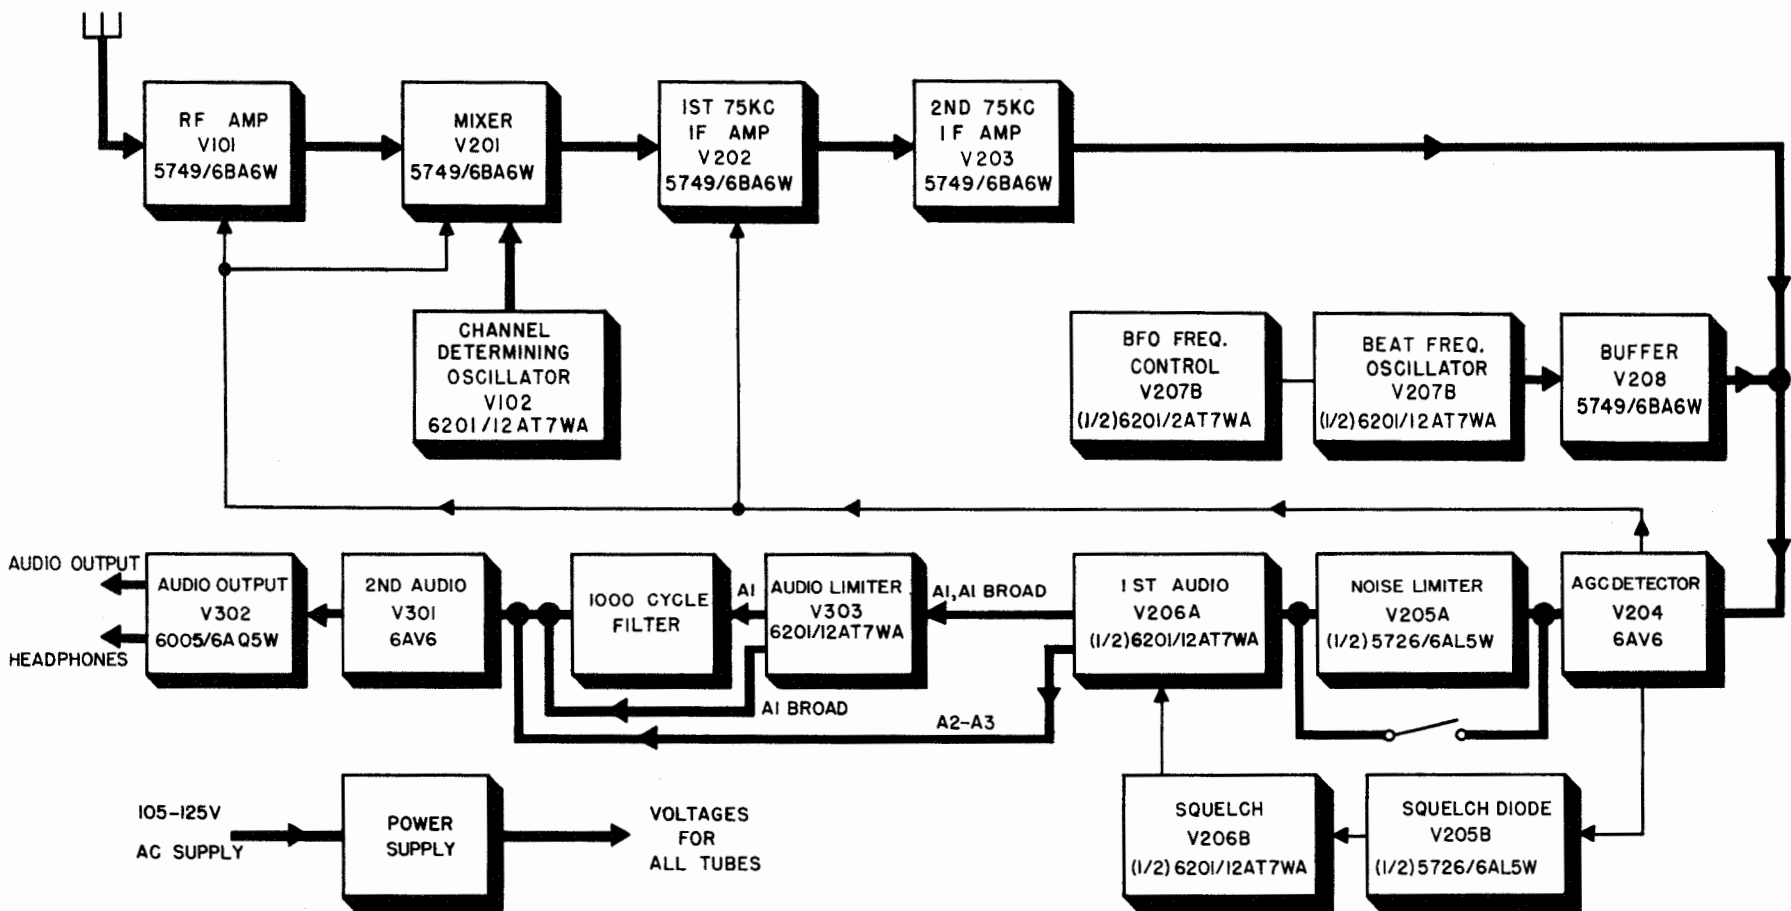 RF AMP
V101
5749/6BA6W
MIXER
V201
5749/6BA6W
1ST 75KC
IF AMP
V202
5749/6BA6W
2ND 75KC
IF AMP
V203
5749/6BA6W
CHANNEL
DETERMINING
OSCILLATOR
V102
6201/12AT7WA
BFO FREQ.
CONTROL
V207B
(1/2)6201/2AT7WA
BEAT FREQ.
OSCILLATOR
V207B
(1/2)6201/12AT7WA
BUFFER
V208
5749/6BA6W
AUDIO OUTPUT
HEADPHONES
AUDIO OUTPUT
V302
6005/6AQ5W
2ND AUDIO
V301
6AV6
1000 CYCLE
FILTER
A1
AUDIO LIMITER
V303
6201/12AT7WA
A1, A1 BROAD
1ST AUDIO
V206A
(1/2)6201/12AT7WA
NOISE LIMITER
V205A
(1/2)5726/6AL5W
AGC DETECTOR
V204
6AV6
A1 BROAD
A2-A3
105-125V
AC SUPPLY
POWER
SUPPLY
VOLTAGES
FOR
ALL TUBES
SQUELCH
V206B
(1/2)6201/12AT7WA
SQUELCH DIODE
V205B
(1/2)5726/6AL5W